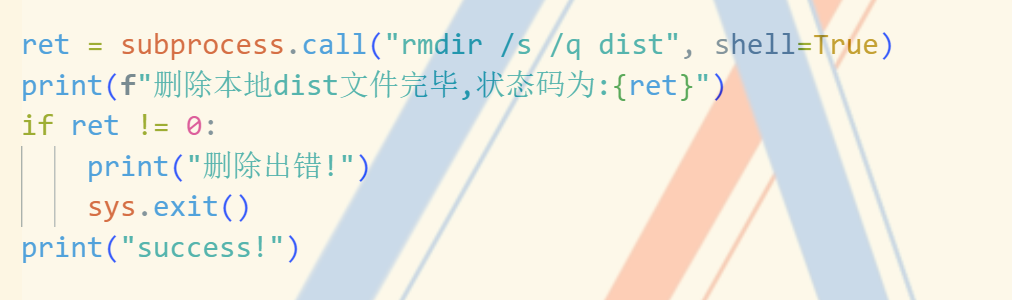 ret = subprocess.call("rmdir /s /q dist", shell=True)
print(f"删除本地dist文件完毕,状态码为:{ret}")
if ret != 0:
    print("删除出错!")
    sys.exit()
print("success!")